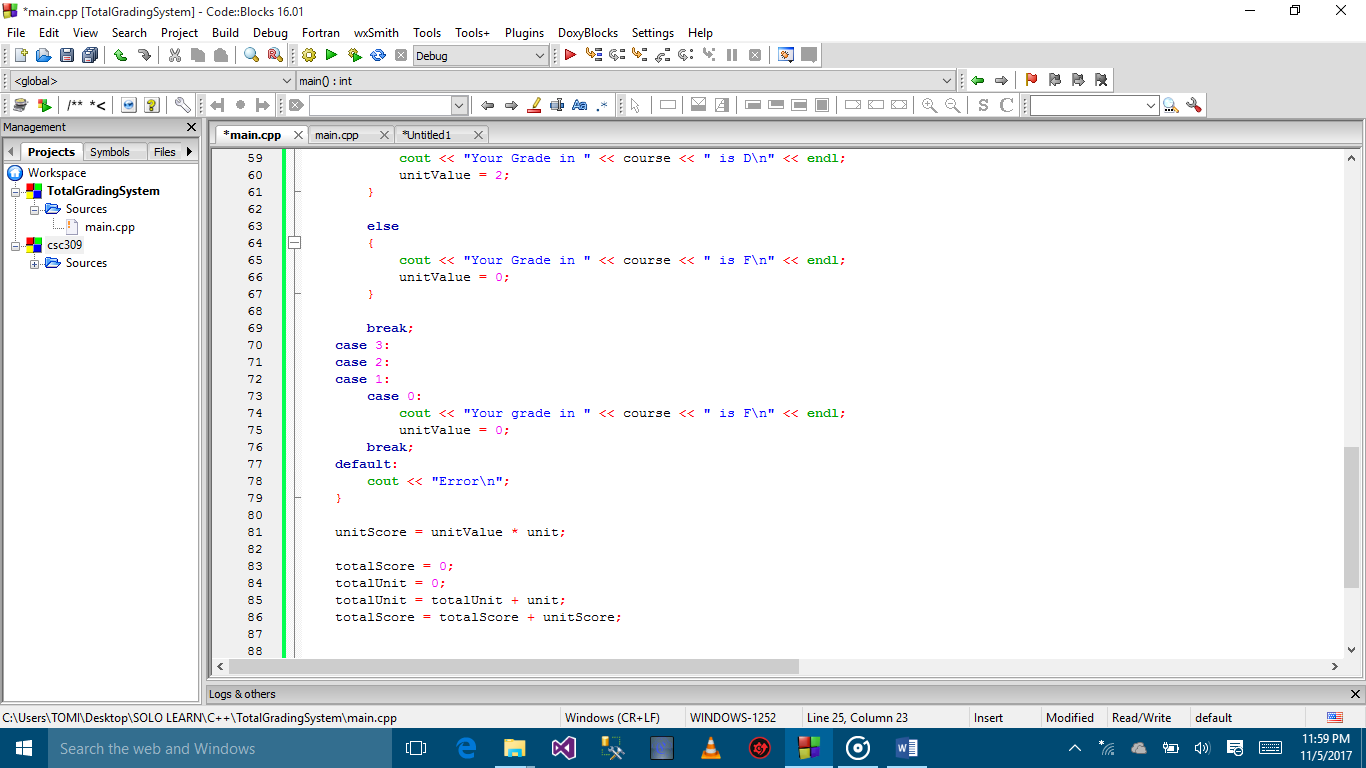 *main.cpp [TotalGradingSystem] - Code::Blocks 16.01
File Edit View Search Project Build Debug Fortran wxSmith Tools Tools+ Plugins DoxyBlocks Settings Help
Debug
<global> main() : int
/** *<
Management
Projects Symbols Files
Workspace
TotalGradingSystem
Sources
main.cpp
csc309
Sources
*main.cpp main.cpp *Untitled1
59 cout << "Your Grade in " << course << " is D\n" << endl;
60 unitValue = 2;
61 }
62
63 else
64 {
65 cout << "Your Grade in " << course << " is F\n" << endl;
66 unitValue = 0;
67 }
68
69 break;
70 case 3:
71 case 2:
72 case 1:
73 case 0:
74 cout << "Your grade in " << course << " is F\n" << endl;
75 unitValue = 0;
76 break;
77 default:
78 cout << "Error\n";
79 }
80
81 unitScore = unitValue * unit;
82
83 totalScore = 0;
84 totalUnit = 0;
85 totalUnit = totalUnit + unit;
86 totalScore = totalScore + unitScore;
87
88
Logs & others
C:\Users\TOMI\Desktop\SOLO LEARN\C++\TotalGradingSystem\main.cpp Windows (CR+LF) WINDOWS-1252 Line 25, Column 23 Insert Modified Read/Write default
Search the web and Windows
11:59 PM
11/5/2017